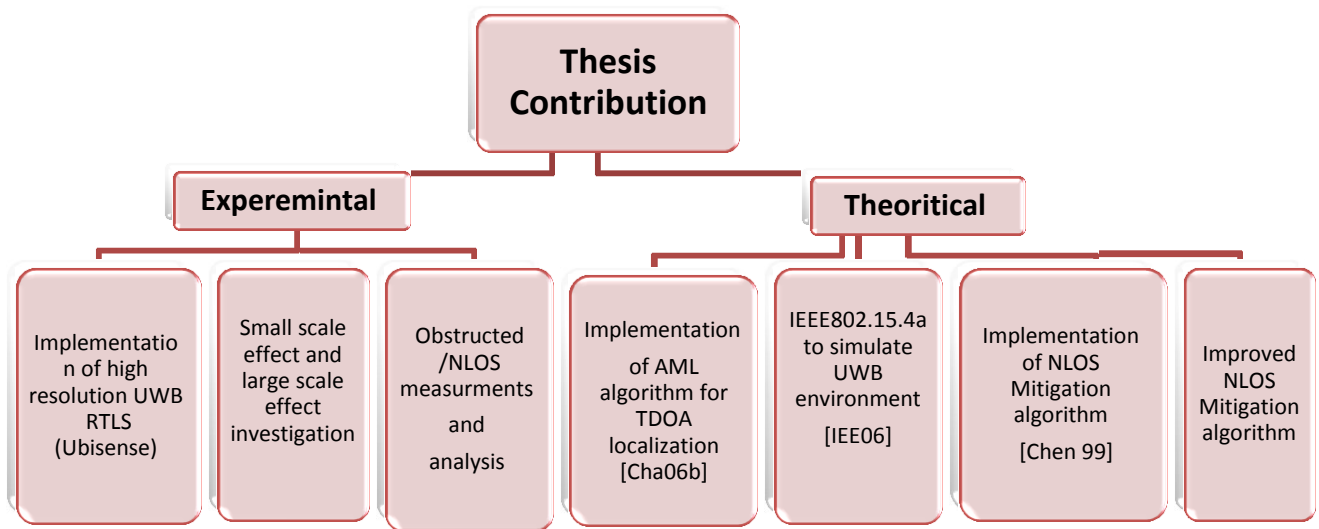 Thesis
Contribution
Experemintal
Theoritical
Implementatio
n of high
resolution UWB
RTLS
(Ubisense)
Small scale
effect and
large scale
effect
investigation
Obstructed
/NLOS
measurments
and
analysis
Implementation
of AML
algorithm for
TDOA
localization
[Cha06b]
IEEE802.15.4a
to simulate
UWB
environment
[IEE06]
Implementation
of NLOS
Mitigation
algorithm
[Chen 99]
Improved
NLOS
Mitigation
algorithm